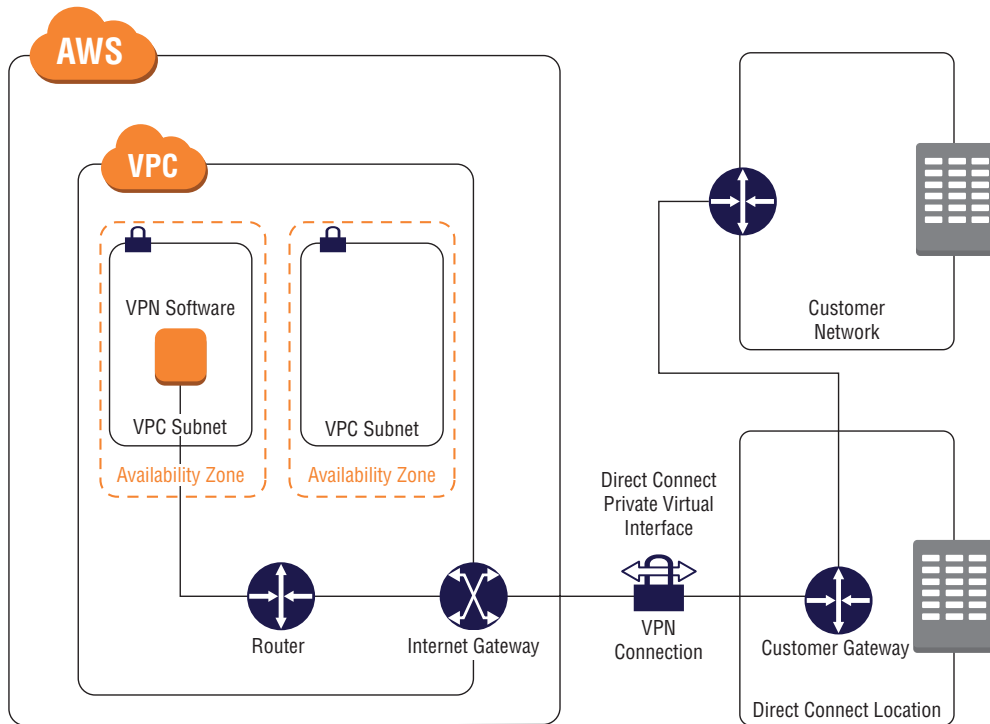 AWS
VPC
VPN Software
VPC Subnet
Availability Zone
VPC Subnet
Availability Zone
Router
Internet Gateway
Direct Connect
Private Virtual
Interface
VPN
Connection
Customer
Network
Customer Gateway
Direct Connect Location